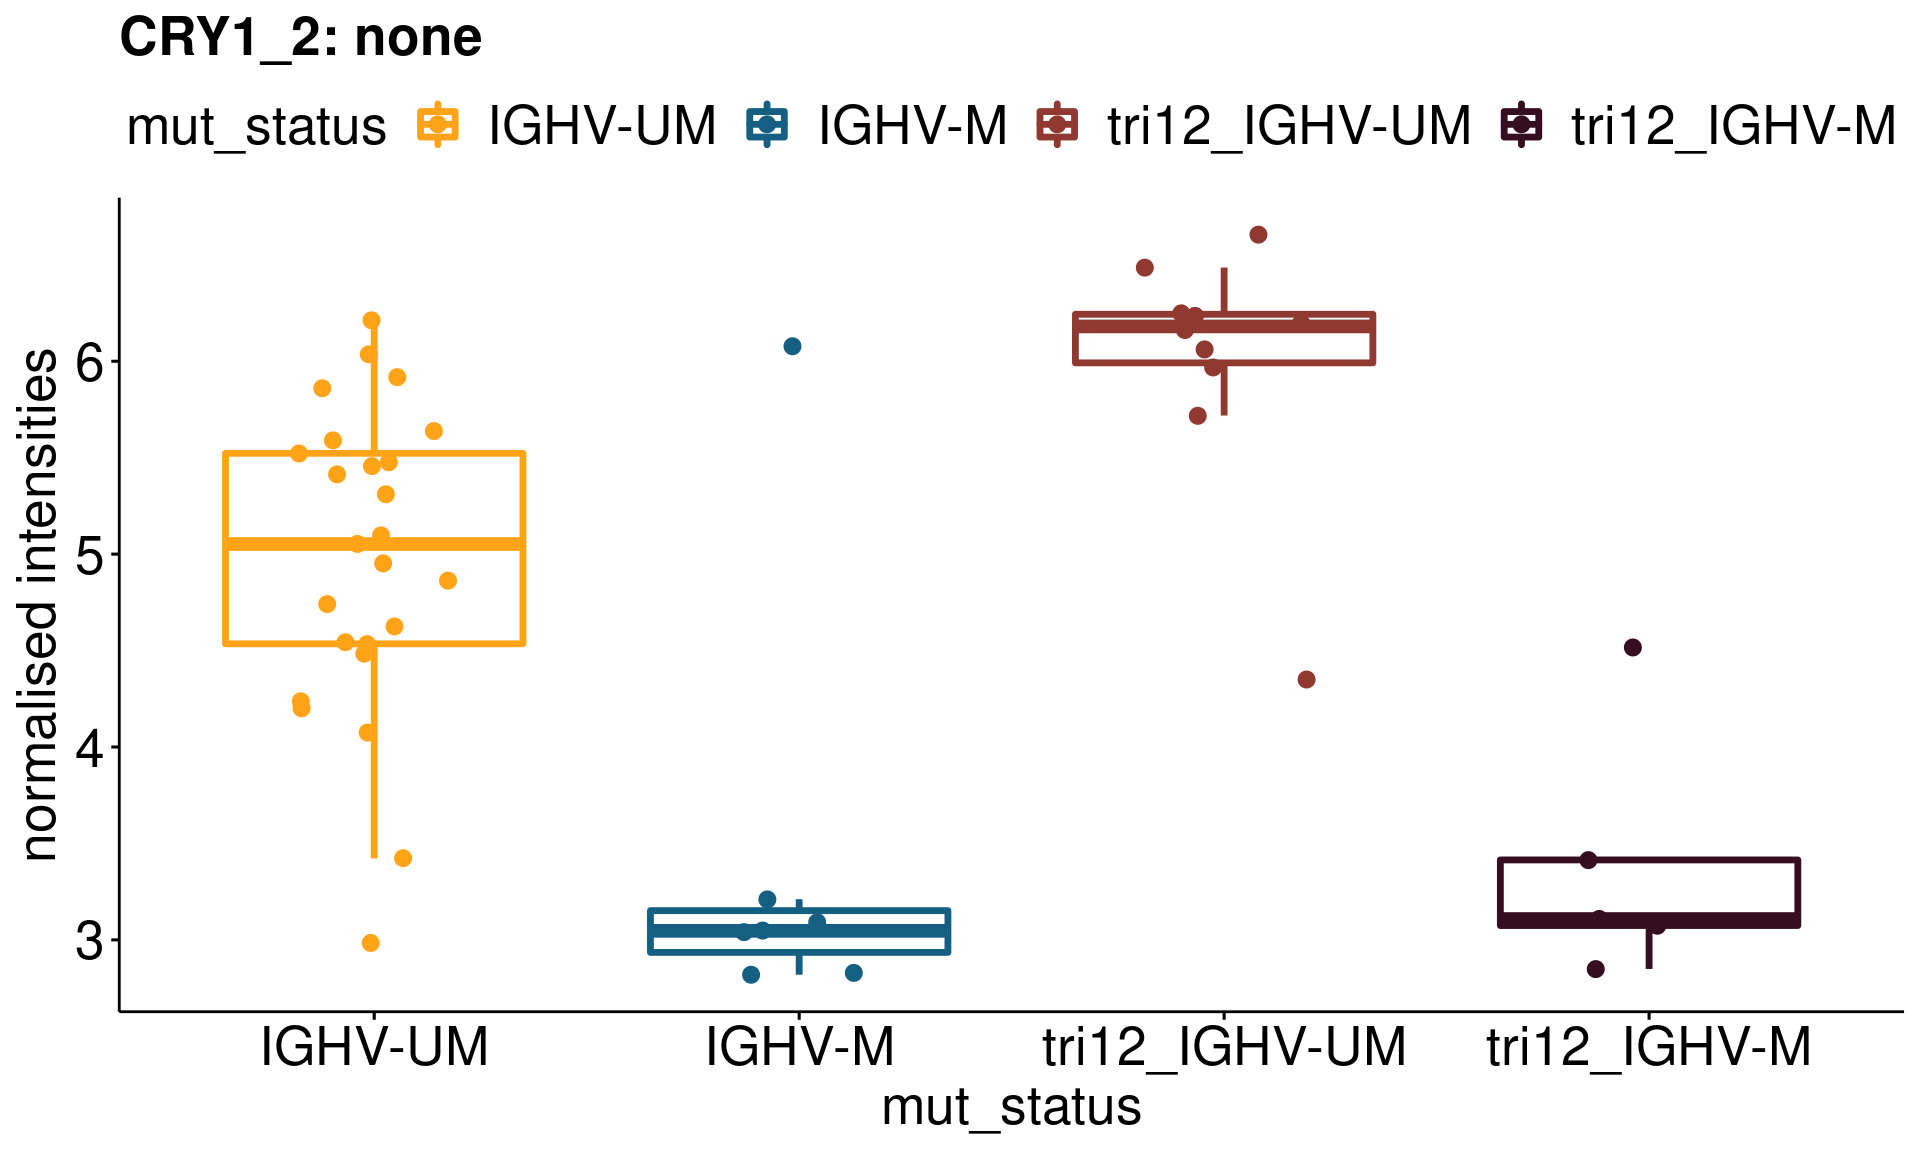 CRY1_2: none
mut_status IGHV-UM IGHV-M tri12_IGHV-UM tri12_IGHV-M
normalised intensities
6
5
4
3
IGHV-UM IGHV-M tri12_IGHV-UM tri12_IGHV-M
mut_status